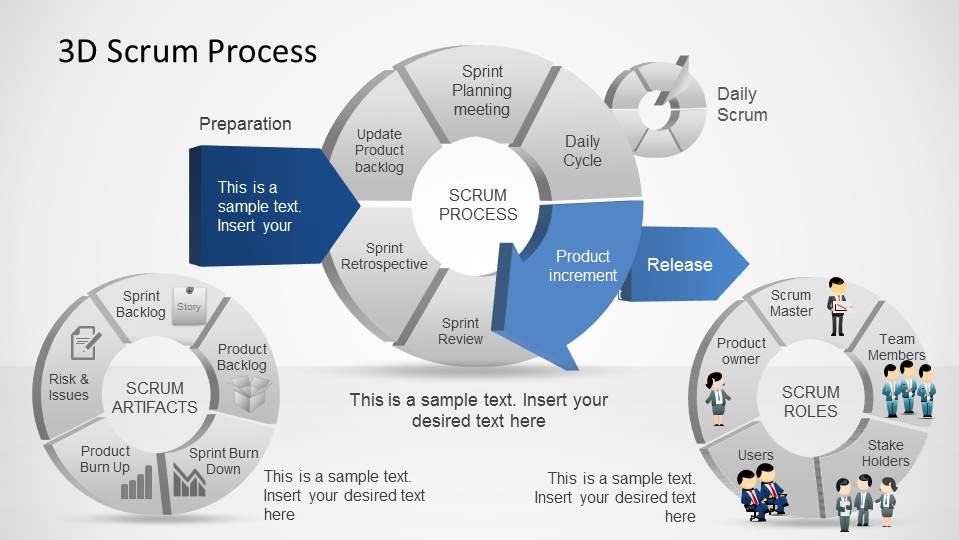 3D Scrum Process
Preparation
This is a
sample text.
Insert your
Sprint
Planning
meeting
Update
Product
backlog
Daily
Cycle
Daily
Scrum
SCRUM
PROCESS
Sprint
Retrospective
Product
increment
t
Release
Sprint
Review
This is a sample text. Insert your
desired text here
Sprint
Backlog
Story
Product
Backlog
Risk &
Issues
SCRUM
ARTIFACTS
Product
Burn Up
Sprint Burn
Down
This is a sample text.
Insert your desired text
here
Scrum
Master
Product
owner
Team
Members
SCRUM
ROLES
Users
Stake
Holders
This is a sample text.
Insert your desired text
here